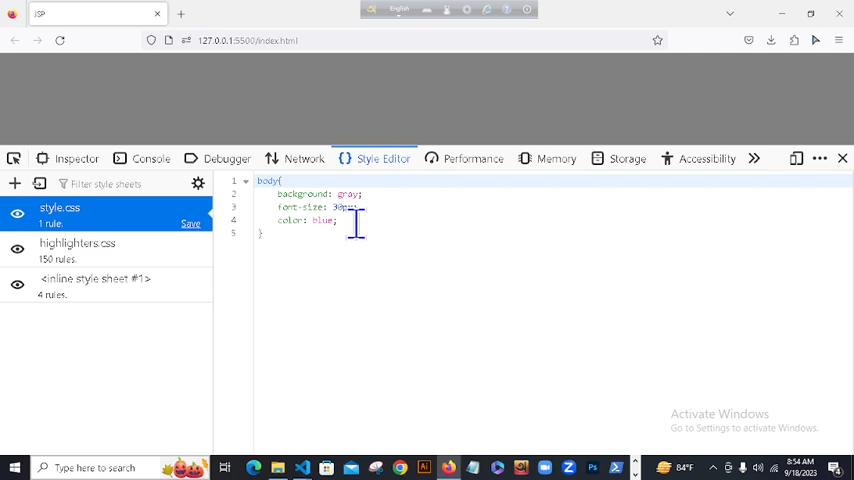 JSP
English
127.0.0.1:5500/index.html
Inspector Console Debugger Network Style Editor Performance Memory Storage Accessibility
Filter style sheets
style.css
1 rule. Save
highlighters.css
150 rules.
<inline style sheet #1>
4 rules.
1 body{
2 background: gray;
3 font-size: 30px;
4 color: blue;
5 }
Activate Windows
Go to Settings to activate Windows.
Type here to search
84°F
8:54 AM
9/18/2023
4